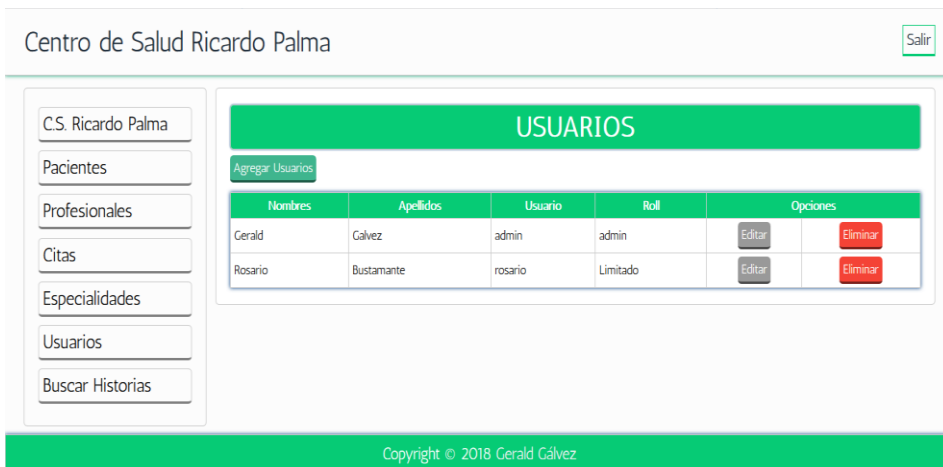 Centro de Salud Ricardo Palma
Salir
C.S. Ricardo Palma
Pacientes
Profesionales
Citas
Especialidades
Usuarios
Buscar Historias
USUARIOS
Agregar Usuarios
Nombres Apellidos Usuario Roll Opciones
Gerald Galvez admin admin Editar Eliminar
Rosario Bustamante rosario Limitado Editar Eliminar
Copyright © 2018 Gerald Gálvez